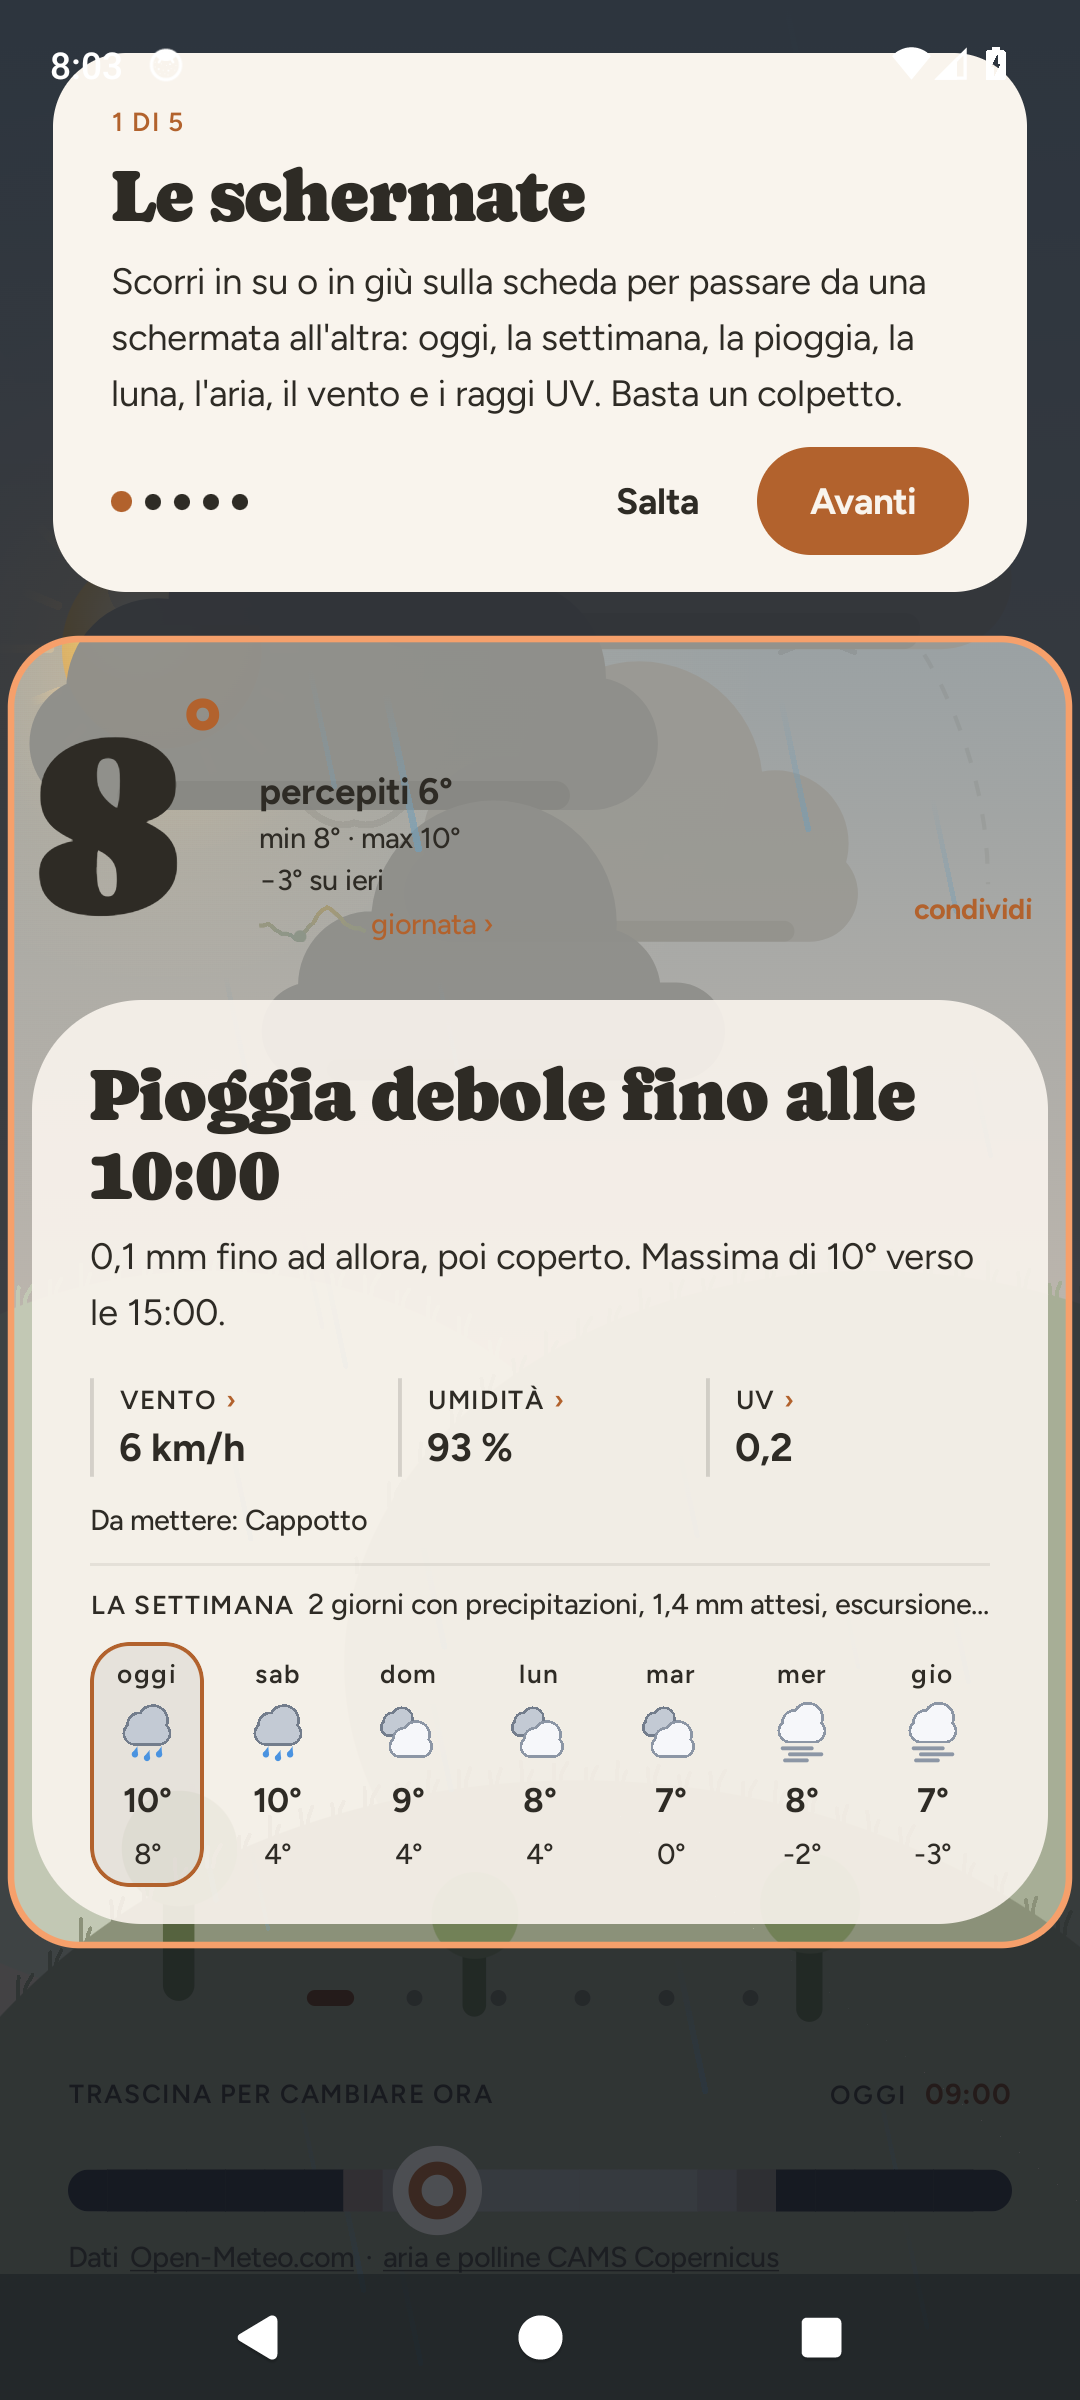 8:03
1 DI 5
Le schermate
Scorri in su o in giù sulla scheda per passare da una
schermata all'altra: oggi, la settimana, la pioggia, la
luna, l'aria, il vento e i raggi UV. Basta un colpetto.
Salta
Avanti
8°
percepiti 6°
min 8° · max 10°
−3° su ieri
giornata ›
condividi
Pioggia debole fino alle
10:00
0,1 mm fino ad allora, poi coperto. Massima di 10° verso
le 15:00.
VENTO › UMIDITÀ › UV ›
6 km/h 93 % 0,2
Da mettere: Cappotto
LA SETTIMANA 2 giorni con precipitazioni, 1,4 mm attesi, escursione...
oggi sab dom lun mar mer gio
10° 10° 9° 8° 7° 8° 7°
8° 4° 4° 4° 0° -2° -3°
TRASCINA PER CAMBIARE ORA OGGI 09:00
Dati Open-Meteo.com · aria e polline CAMS Copernicus